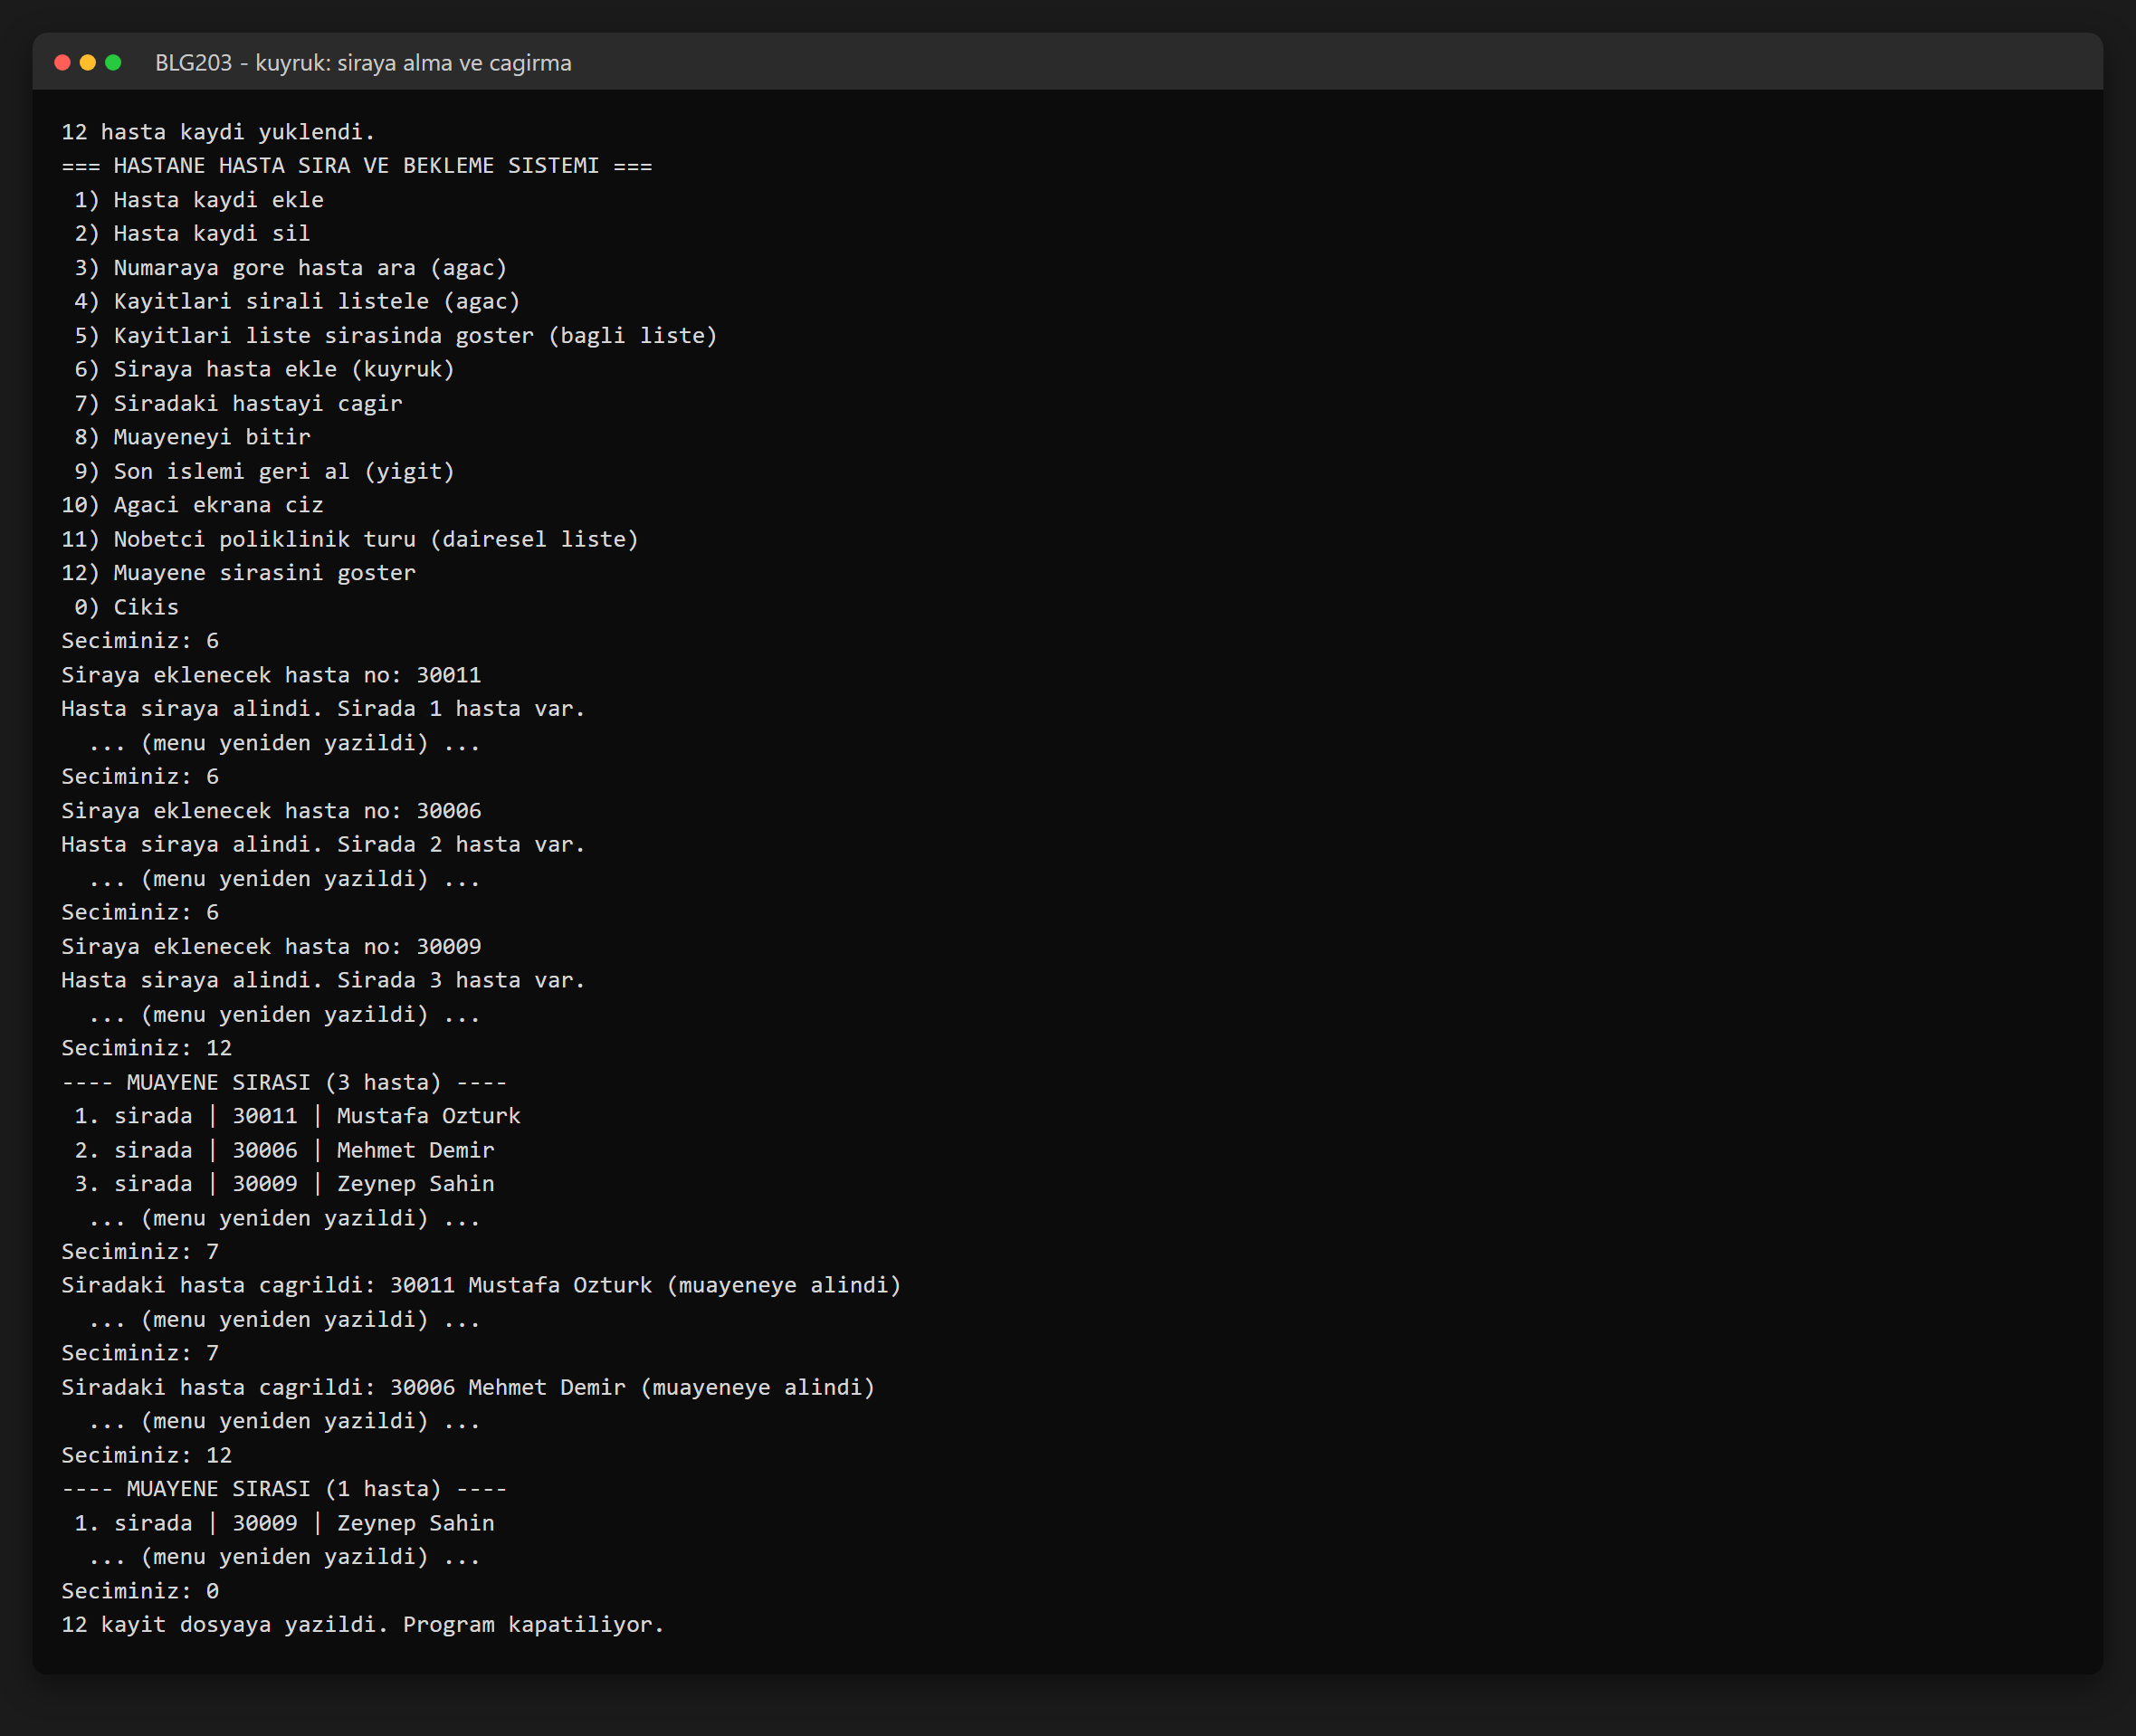 BLG203 - kuyruk: siraya alma ve cagirma
12 hasta kaydi yuklendi.
=== HASTANE HASTA SIRA VE BEKLEME SISTEMI ===
 1) Hasta kaydi ekle
 2) Hasta kaydi sil
 3) Numaraya gore hasta ara (agac)
 4) Kayitlari sirali listele (agac)
 5) Kayitlari liste sirasinda goster (bagli liste)
 6) Siraya hasta ekle (kuyruk)
 7) Siradaki hastayi cagir
 8) Muayeneyi bitir
 9) Son islemi geri al (yigit)
10) Agaci ekrana ciz
11) Nobetci poliklinik turu (dairesel liste)
12) Muayene sirasini goster
 0) Cikis
Seciminiz: 6
Siraya eklenecek hasta no: 30011
Hasta siraya alindi. Sirada 1 hasta var.
  ... (menu yeniden yazildi) ...
Seciminiz: 6
Siraya eklenecek hasta no: 30006
Hasta siraya alindi. Sirada 2 hasta var.
  ... (menu yeniden yazildi) ...
Seciminiz: 6
Siraya eklenecek hasta no: 30009
Hasta siraya alindi. Sirada 3 hasta var.
  ... (menu yeniden yazildi) ...
Seciminiz: 12
---- MUAYENE SIRASI (3 hasta) ----
 1. sirada | 30011 | Mustafa Ozturk
 2. sirada | 30006 | Mehmet Demir
 3. sirada | 30009 | Zeynep Sahin
  ... (menu yeniden yazildi) ...
Seciminiz: 7
Siradaki hasta cagrildi: 30011 Mustafa Ozturk (muayeneye alindi)
  ... (menu yeniden yazildi) ...
Seciminiz: 7
Siradaki hasta cagrildi: 30006 Mehmet Demir (muayeneye alindi)
  ... (menu yeniden yazildi) ...
Seciminiz: 12
---- MUAYENE SIRASI (1 hasta) ----
 1. sirada | 30009 | Zeynep Sahin
  ... (menu yeniden yazildi) ...
Seciminiz: 0
12 kayit dosyaya yazildi. Program kapatiliyor.